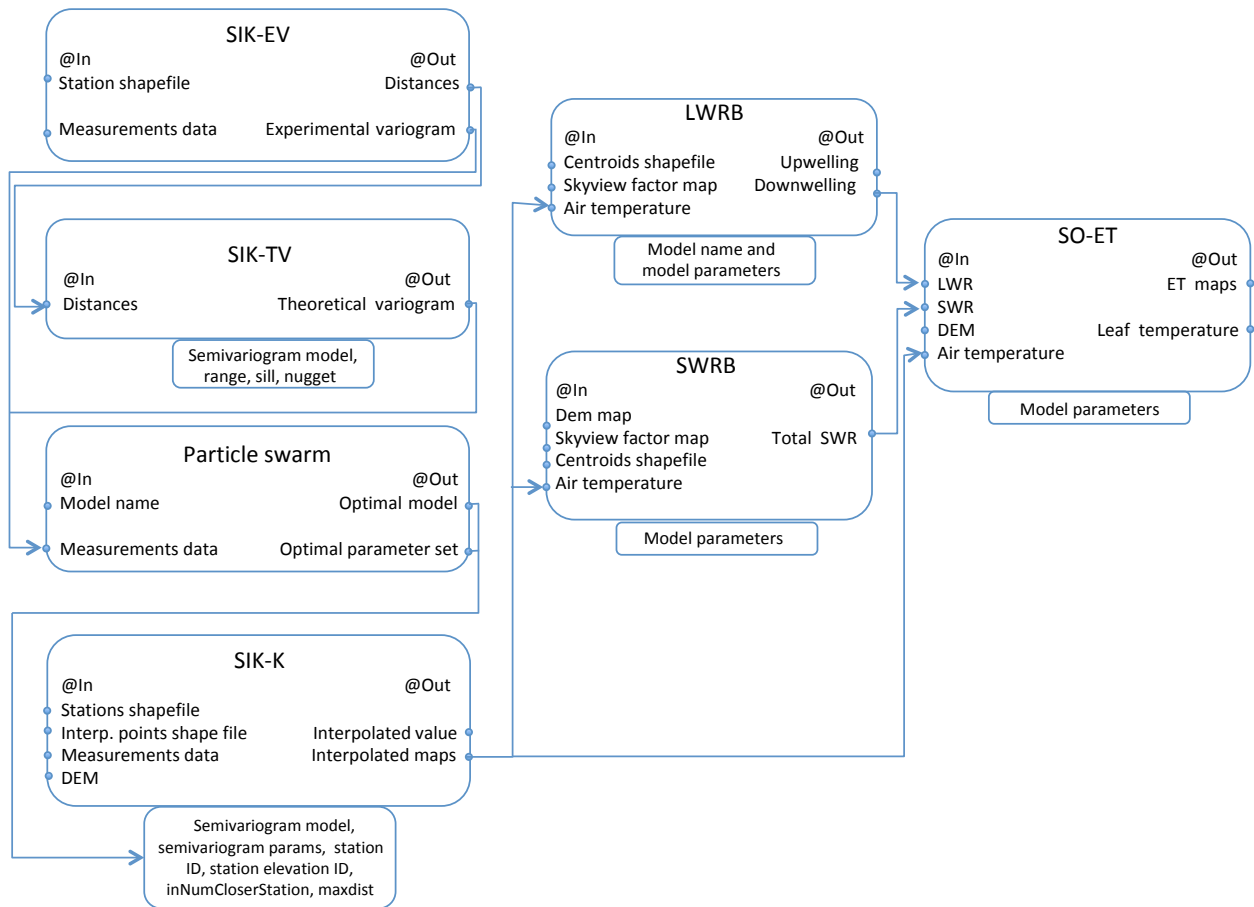 SIK-EV
@In
@Out
Station shapefile
Distances
Measurements data
Experimental variogram
SIK-TV
@In
@Out
Distances
Theoretical variogram
Semivariogram model,
range, sill, nugget
Particle swarm
@In
@Out
Model name
Optimal model
Measurements data
Optimal parameter set
SIK-K
@In
@Out
Stations shapefile
Interp. points shape file
Interpolated value
Measurements data
Interpolated maps
DEM
Semivariogram model,
semivariogram params, station
ID, station elevation ID,
inNumCloserStation, maxdist
LWRB
@In
@Out
Centroids shapefile
Upwelling
Skyview factor map
Downwelling
Air temperature
Model name and
model parameters
SWRB
@In
@Out
Dem map
Skyview factor map
Total SWR
Centroids shapefile
Air temperature
Model parameters
SO-ET
@In
@Out
LWR
ET maps
SWR
DEM
Leaf temperature
Air temperature
Model parameters